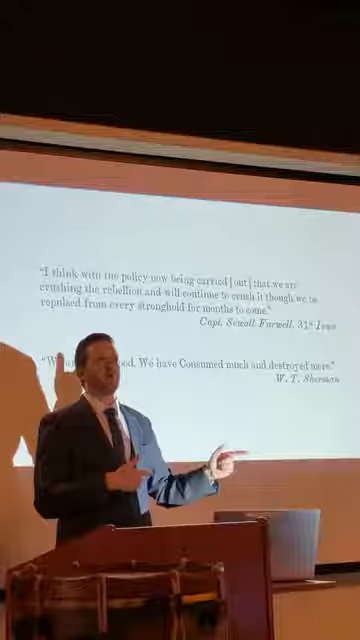 "I think with the policy now being carried [out] that we are
crushing the rebellion and will continue to crush it though we be
repulsed from every stronghold for months to come."
Capt. Sewall Farwell, 31st Iowa
"W ood. We have Consumed much and destroyed more."
W. T. Sherman